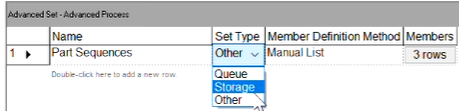 Advanced Set - Advanced Process
Name Set Type Member Definition Method Members
1 Part Sequences Other Manual List 3 rows
Double-click here to add a new row.
Queue
Storage
Other